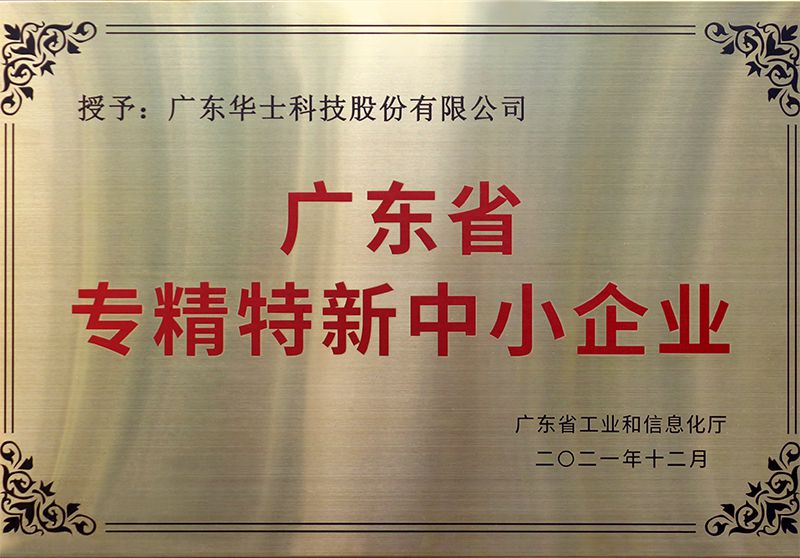 授予：广东华士科技股份有限公司
广东省
专精特新中小企业
广东省工业和信息化厅
二〇二一年十二月